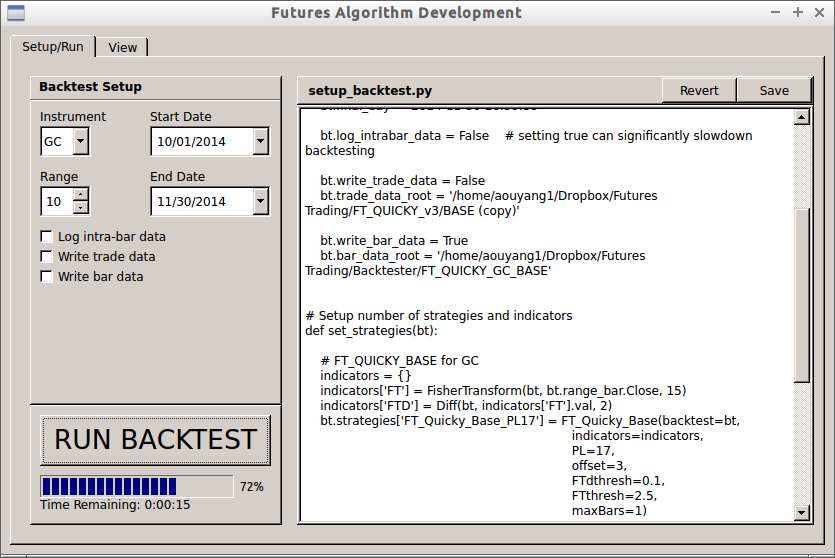 Futures Algorithm Development
Setup/Run
View
Backtest Setup
Instrument
Start Date
GC
10/01/2014
Range
End Date
10
11/30/2014
Log intra-bar data
Write trade data
Write bar data
RUN BACKTEST
72%
Time Remaining: 0:00:15
setup_backtest.py
Revert
Save
bt.log_intrabar_data = False    # setting true can significantly slowdown
backtesting
bt.write_trade_data = False
bt.trade_data_root = '/home/aouyang1/Dropbox/Futures
Trading/FT_QUICKY_v3/BASE (copy)'
bt.write_bar_data = True
bt.bar_data_root = '/home/aouyang1/Dropbox/Futures
Trading/Backtester/FT_QUICKY_GC_BASE'
# Setup number of strategies and indicators
def set_strategies(bt):
# FT_QUICKY_BASE for GC
indicators = {}
indicators['FT'] = FisherTransform(bt, bt.range_bar.Close, 15)
indicators['FTD'] = Diff(bt, indicators['FT'].val, 2)
bt.strategies['FT_Quicky_Base_PL17'] = FT_Quicky_Base(backtest=bt,
indicators=indicators,
PL=17,
offset=3,
FTdthresh=0.1,
FTthresh=2.5,
maxBars=1)